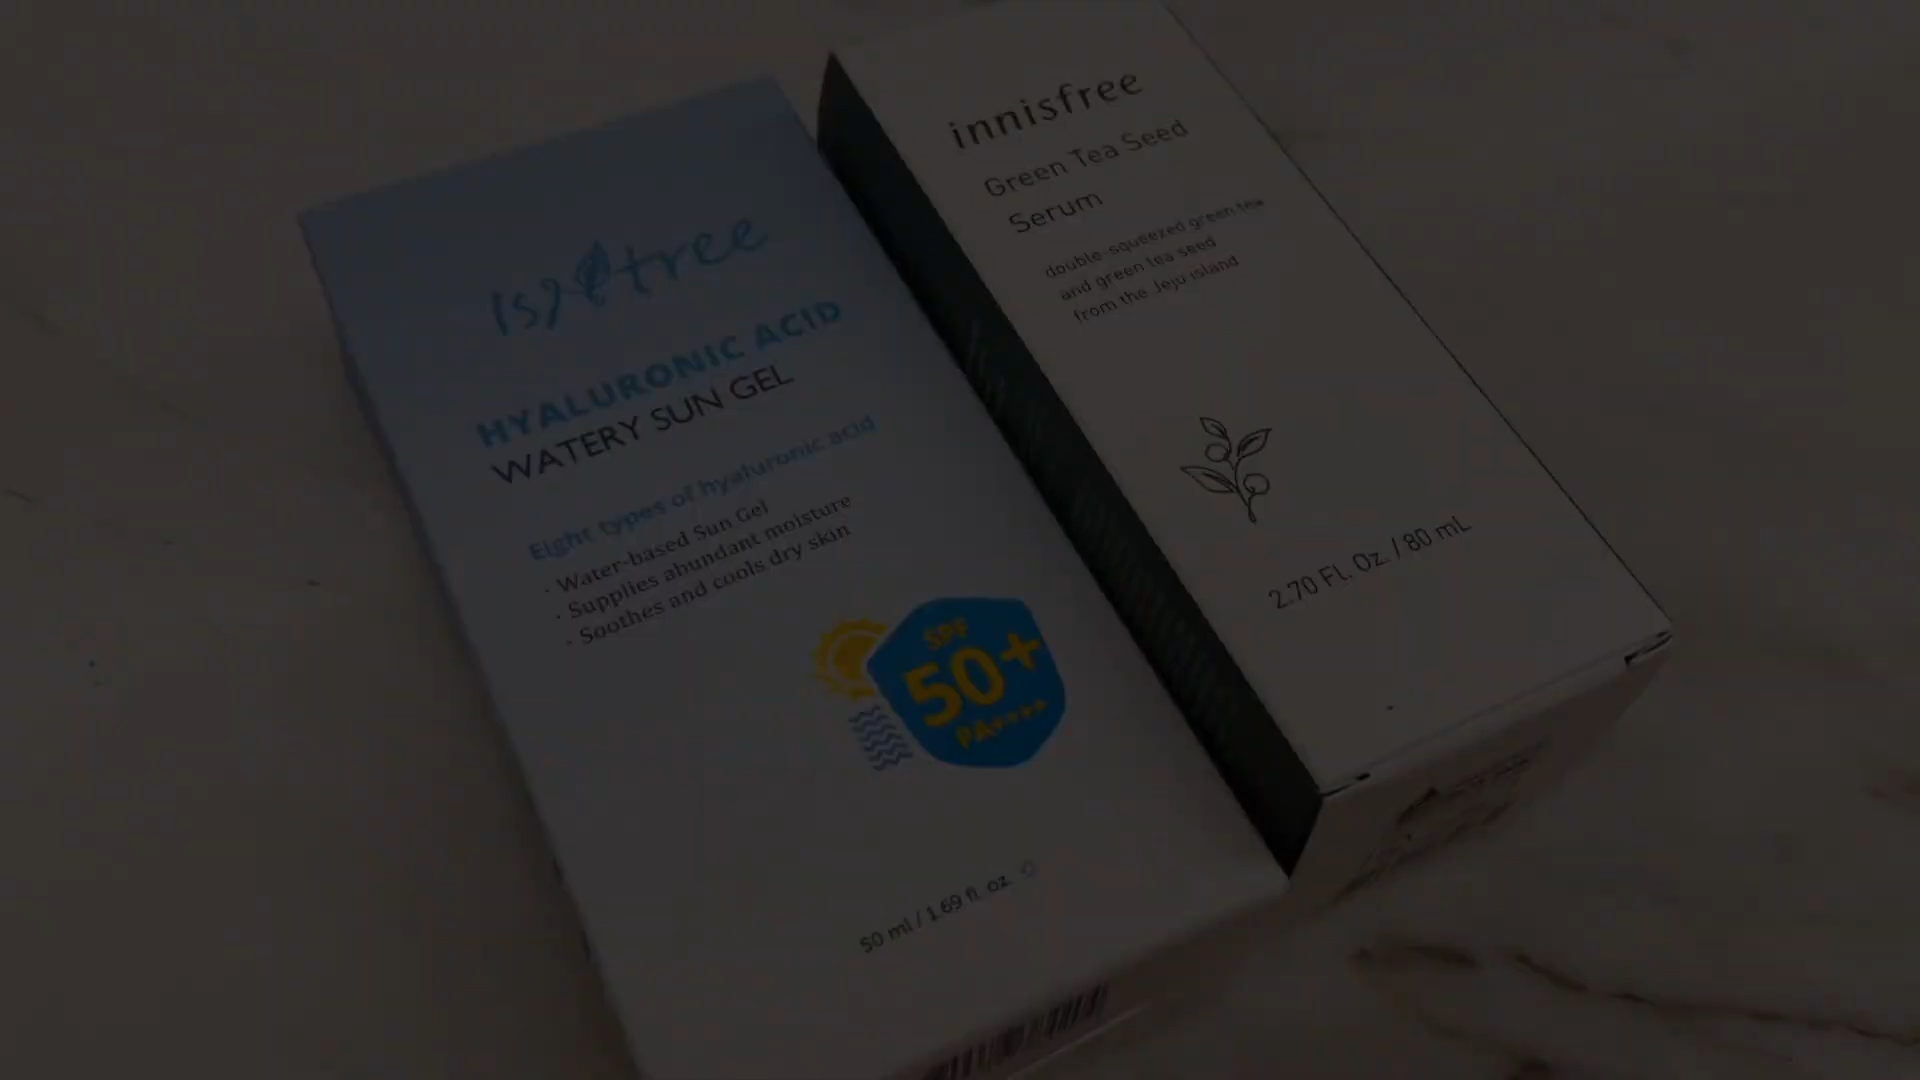 Isntree
HYALURONIC ACID
WATERY SUN GEL
Eight types of hyaluronic acid
· Water-based Sun Gel
· Supplies abundant moisture
· Soothes and cools dry skin
SPF
50+
PA++++
50 ml / 1.69 fl. oz.
innisfree
Green Tea Seed
Serum
double-squeezed green tea
and green tea seed
from the Jeju island
2.70 FL. Oz. / 80 mL